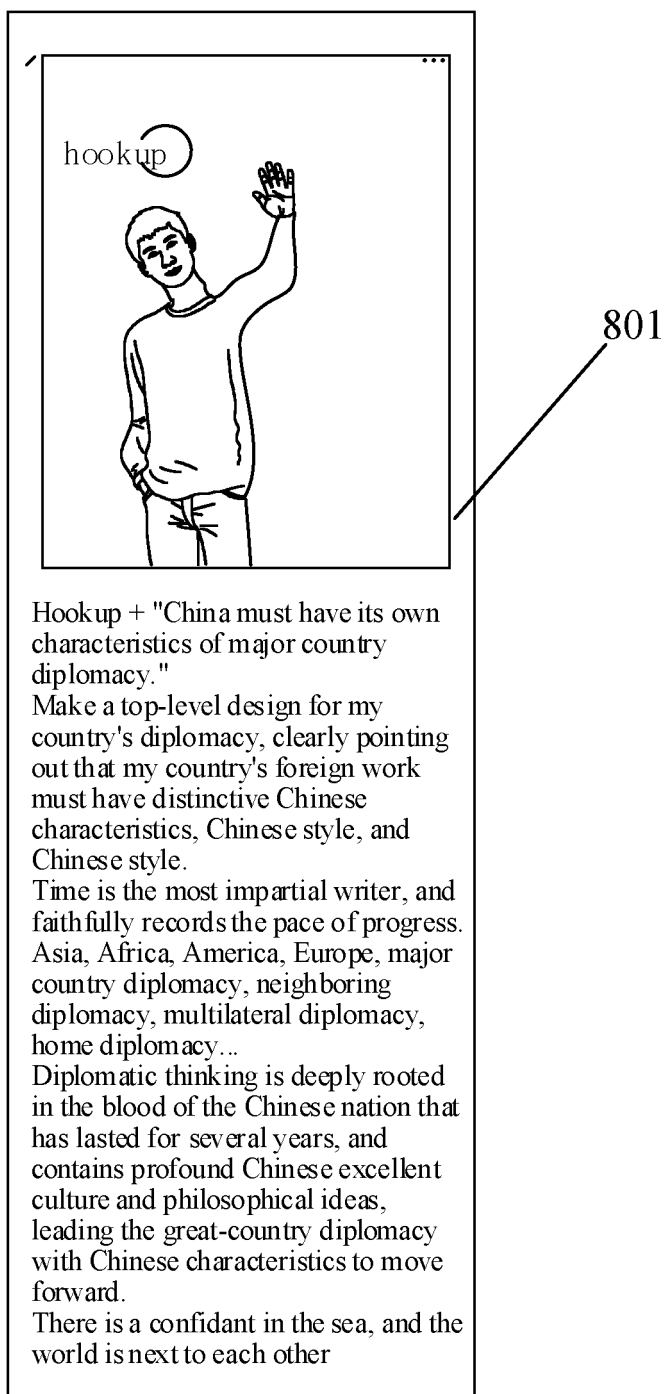 hookup
801
Hookup + "China must have its own
characteristics of major country
diplomacy."
Make a top-level design for my
country's diplomacy, clearly pointing
out that my country's foreign work
must have distinctive Chinese
characteristics, Chinese style, and
Chinese style.
Time is the most impartial writer, and
faithfully records the pace of progress.
Asia, Africa, America, Europe, major
country diplomacy, neighboring
diplomacy, multilateral diplomacy,
home diplomacy...
Diplomatic thinking is deeply rooted
in the blood of the Chinese nation that
has lasted for several years, and
contains profound Chinese excellent
culture and philosophical ideas,
leading the great-country diplomacy
with Chinese characteristics to move
forward.
There is a confidant in the sea, and the
world is next to each other